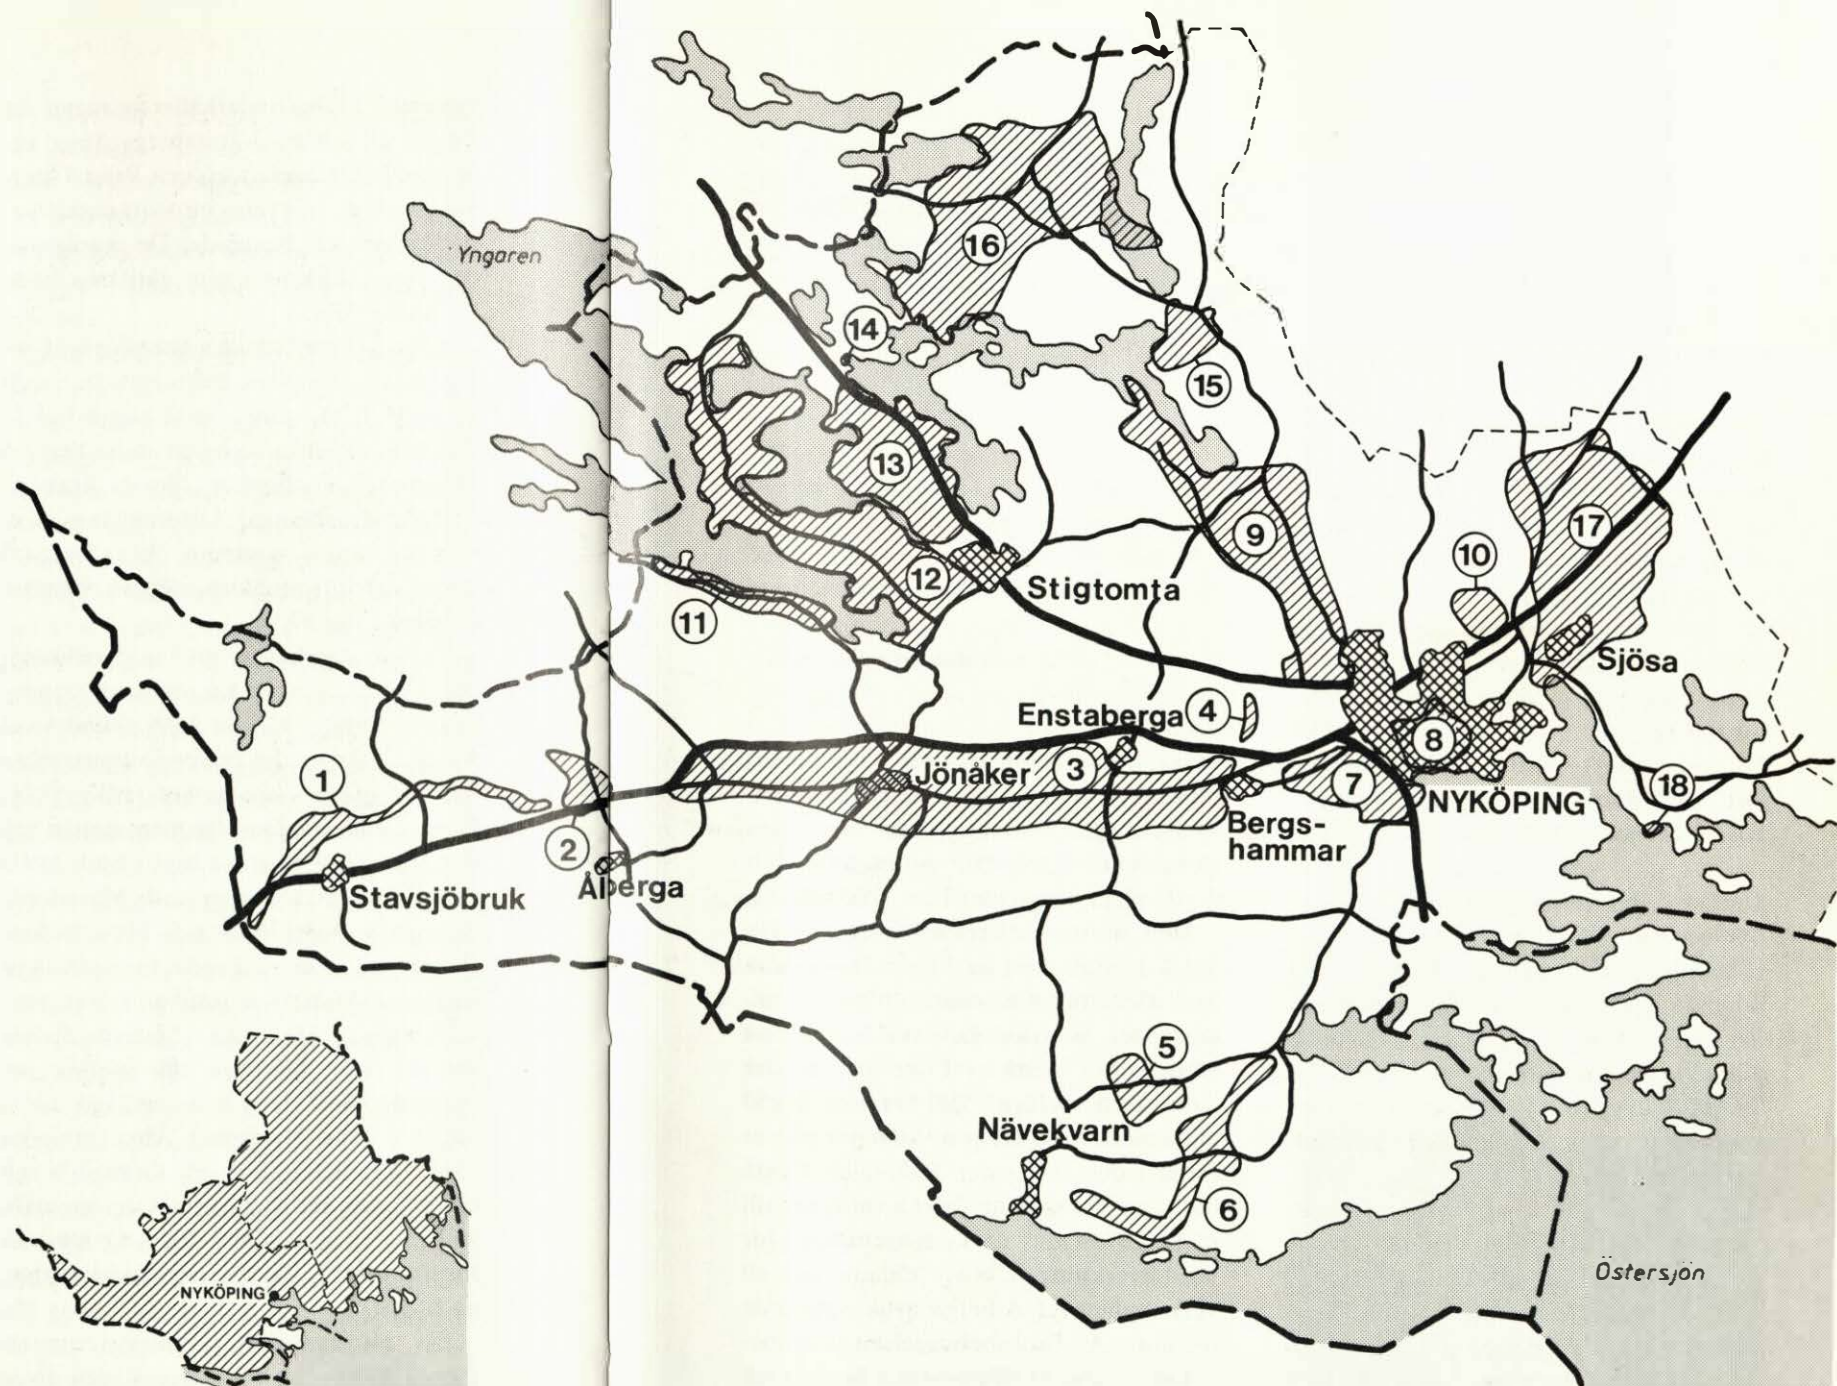 16
Yngaren
14
15
13
9
17
10
12
Stigtomta
11
Sjösa
Enstaberga
4
8
1
Jönåker
3
7
18
NYKÖPING
Bergs-
hammar
2
Åberga
Stavsjöbruk
5
Nävekvarn
6
Östersjön
NYKÖPING